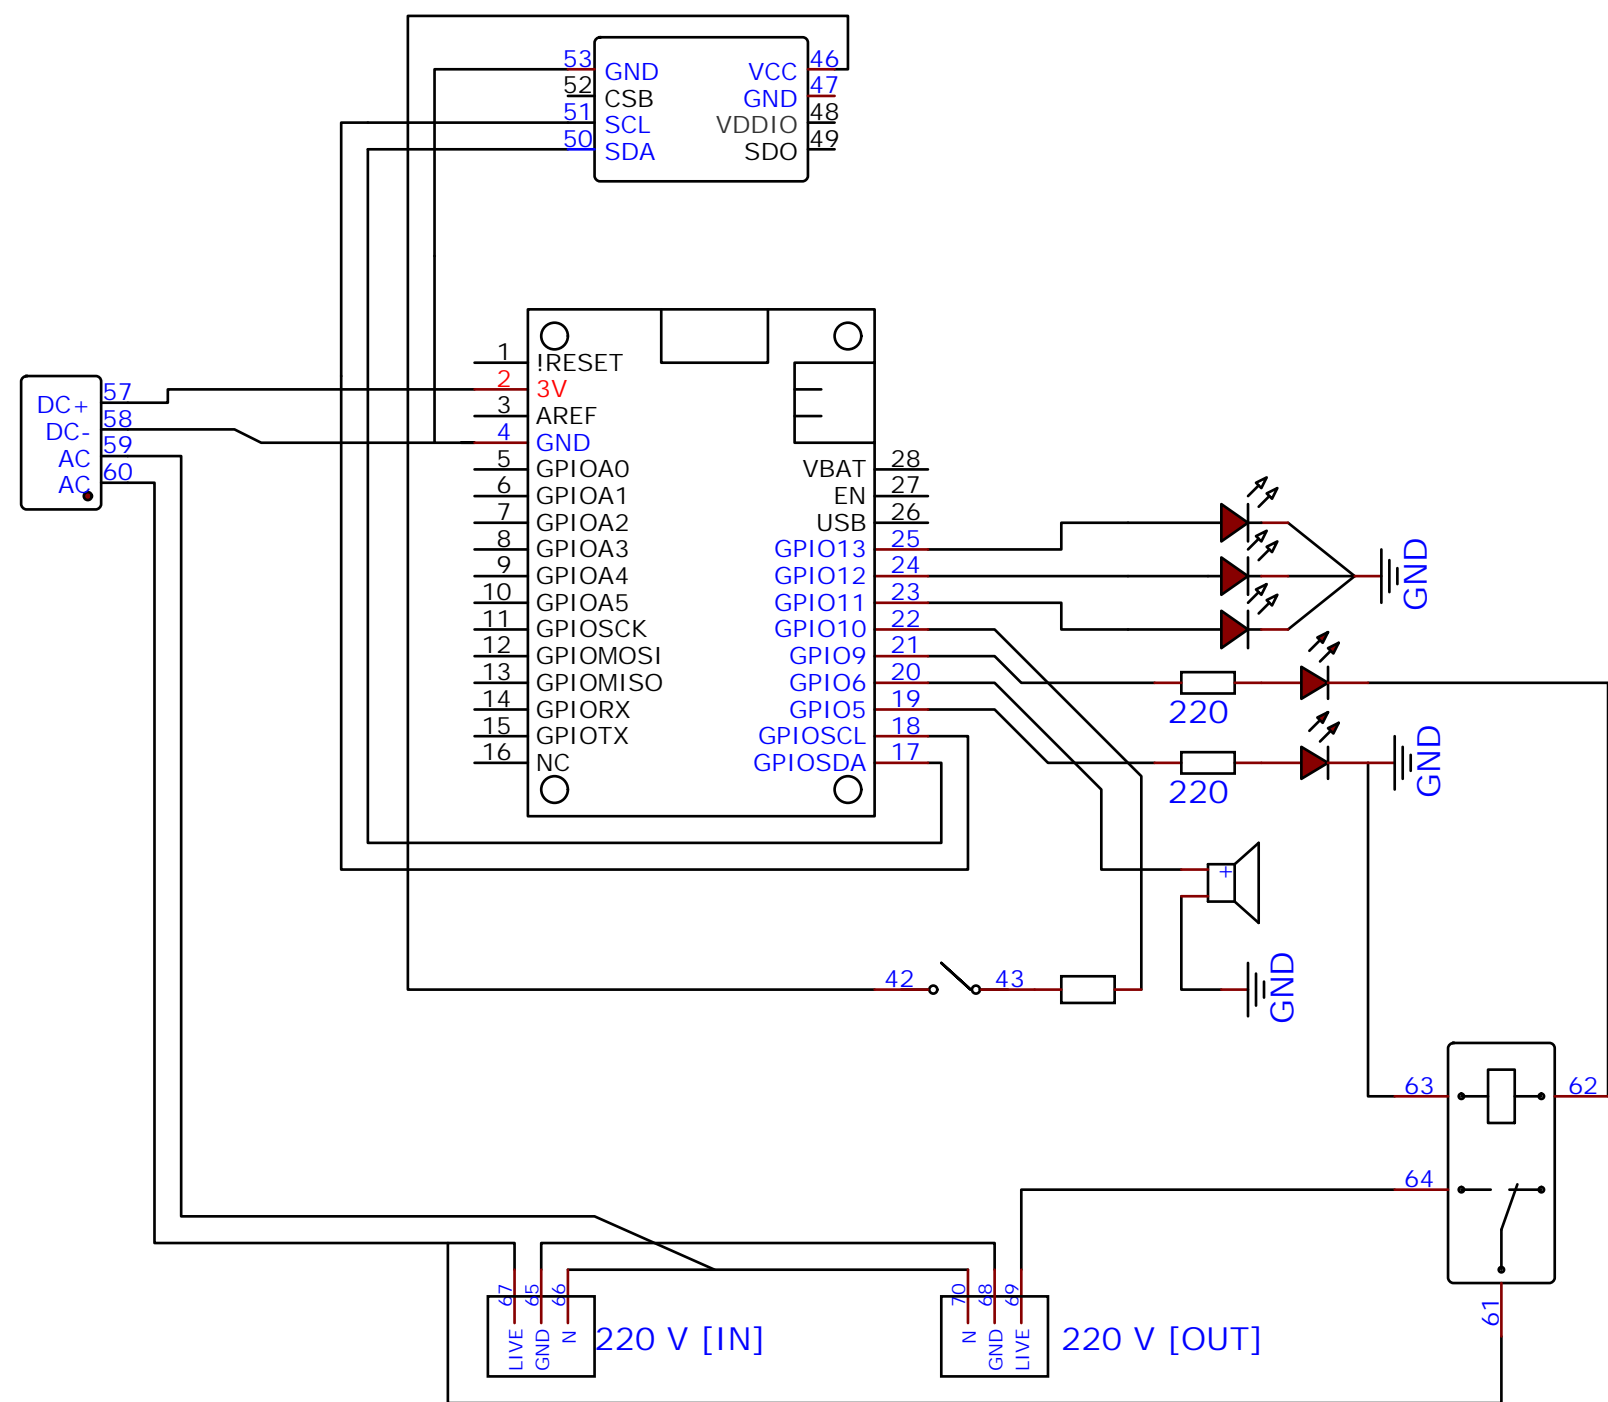 53 GND VCC 46
52 CSB GND 47
51 SCL VDDIO 48
50 SDA SDO 49
DC+ 57
DC- 58
AC 59
AC 60
1 !RESET
2 3V
3 AREF
4 GND
5 GPIOA0 VBAT 28
6 GPIOA1 EN 27
7 GPIOA2 USB 26
8 GPIOA3 GPIO13 25
9 GPIOA4 GPIO12 24
10 GPIOA5 GPIO11 23
11 GPIOSCK GPIO10 22
12 GPIOMOSI GPIO9 21
13 GPIOMISO GPIO6 20
14 GPIORX GPIO5 19
15 GPIOTX GPIOSCL 18
16 NC GPIOSDA 17
GND
220
GND
220
+
42 43
GND
63 62
64
61
67 65 66
LIVE GND N
220 V [IN]
70 68 69
N GND LIVE
220 V [OUT]